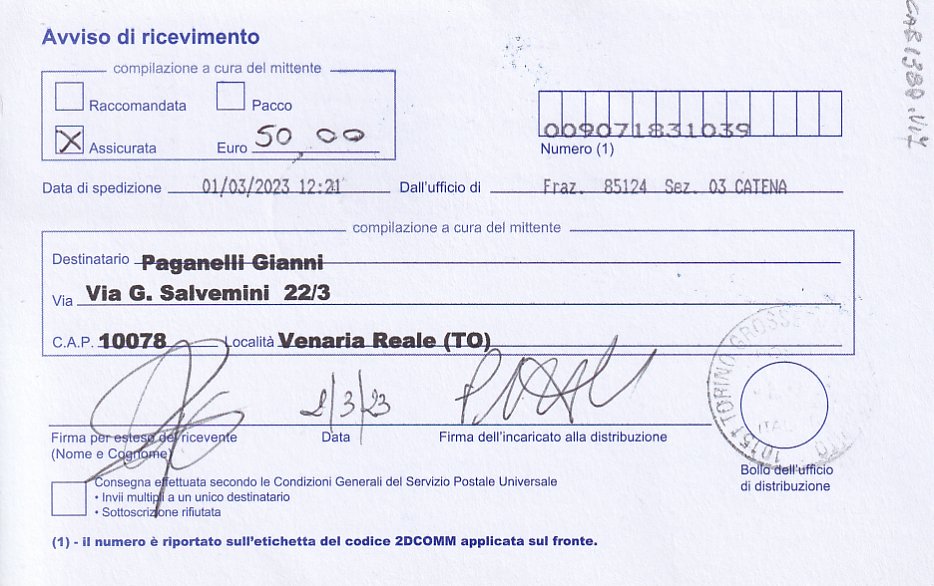 Avviso di ricevimento
compilazione a cura del mittente
Raccomandata Pacco
Assicurata Euro 50,00
009071831039
Numero (1)
Data di spedizione 01/03/2023 12:21 Dall'ufficio di Fraz. 85124 Sez. 03 CATENA
compilazione a cura del mittente
Destinatario Paganelli Gianni
Via Via G. Salvemini 22/3
C.A.P. 10078 Località Venaria Reale (TO)
Firma per esteso del ricevente Data Firma dell'incaricato alla distribuzione
(Nome e Cognome)
10151 TORINO
Bollo dell'ufficio
di distribuzione
Consegna effettuata secondo le Condizioni Generali del Servizio Postale Universale
• Invii multipli a un unico destinatario
• Sottoscrizione rifiutata
(1) - il numero è riportato sull'etichetta del codice 2DCOMM applicata sul fronte.